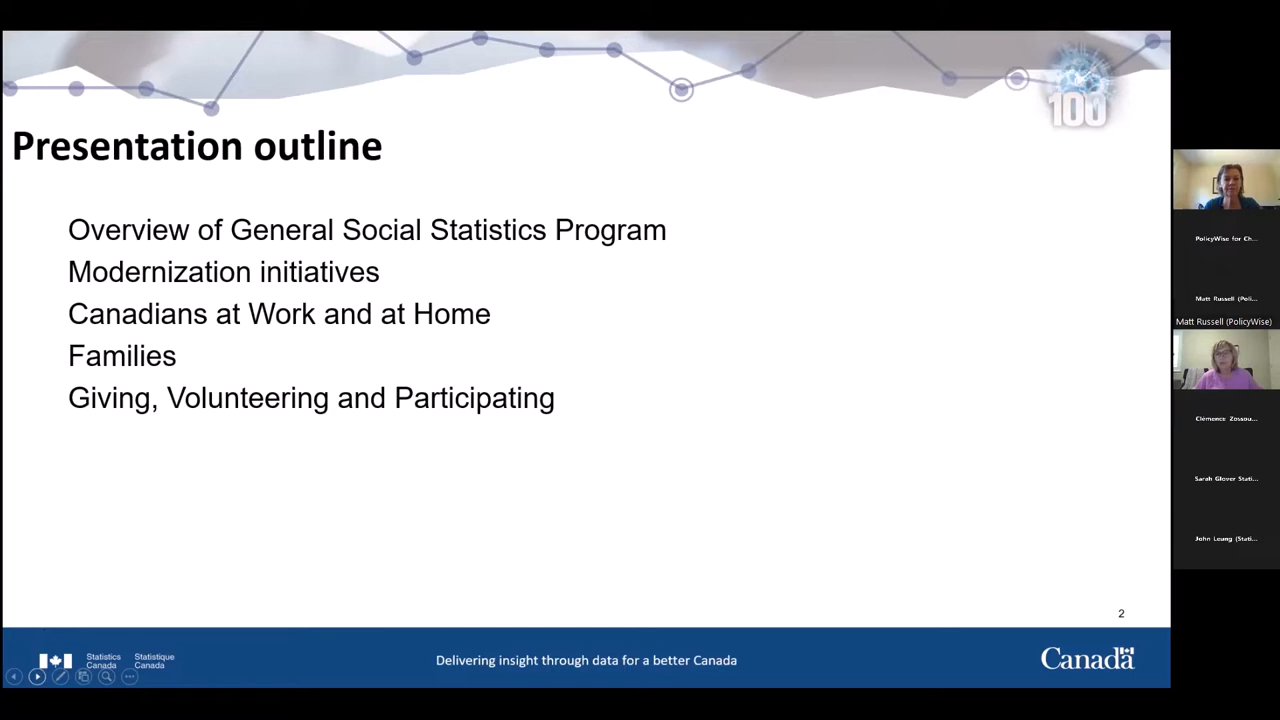 100
Presentation outline
Overview of General Social Statistics Program
Modernization initiatives
Canadians at Work and at Home
Families
Giving, Volunteering and Participating
2
Statistics Canada
Statistique Canada
Delivering insight through data for a better Canada
Canada
PolicyWise for Ch...
Matt Russell (Poli...
Matt Russell (PolicyWise)
Clemence Zossou...
Sarah Glover Stati...
John Leung (Stati...